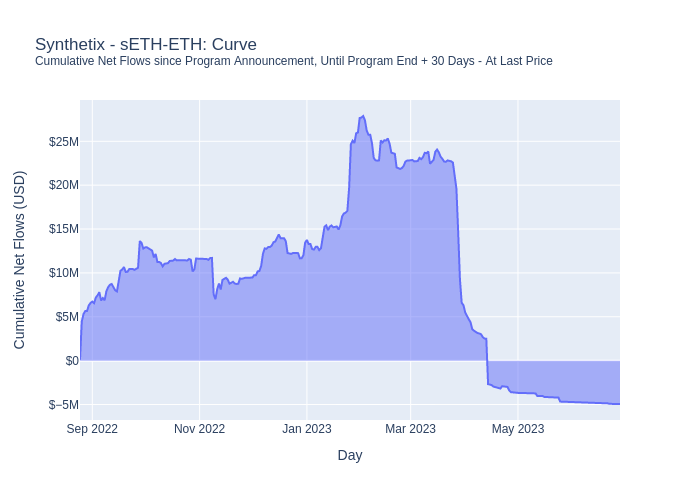 Synthetix - sETH-ETH: Curve
Cumulative Net Flows since Program Announcement, Until Program End + 30 Days - At Last Price
Cumulative Net Flows (USD)
$25M
$20M
$15M
$10M
$5M
$0
$−5M
Sep 2022 Nov 2022 Jan 2023 Mar 2023 May 2023
Day